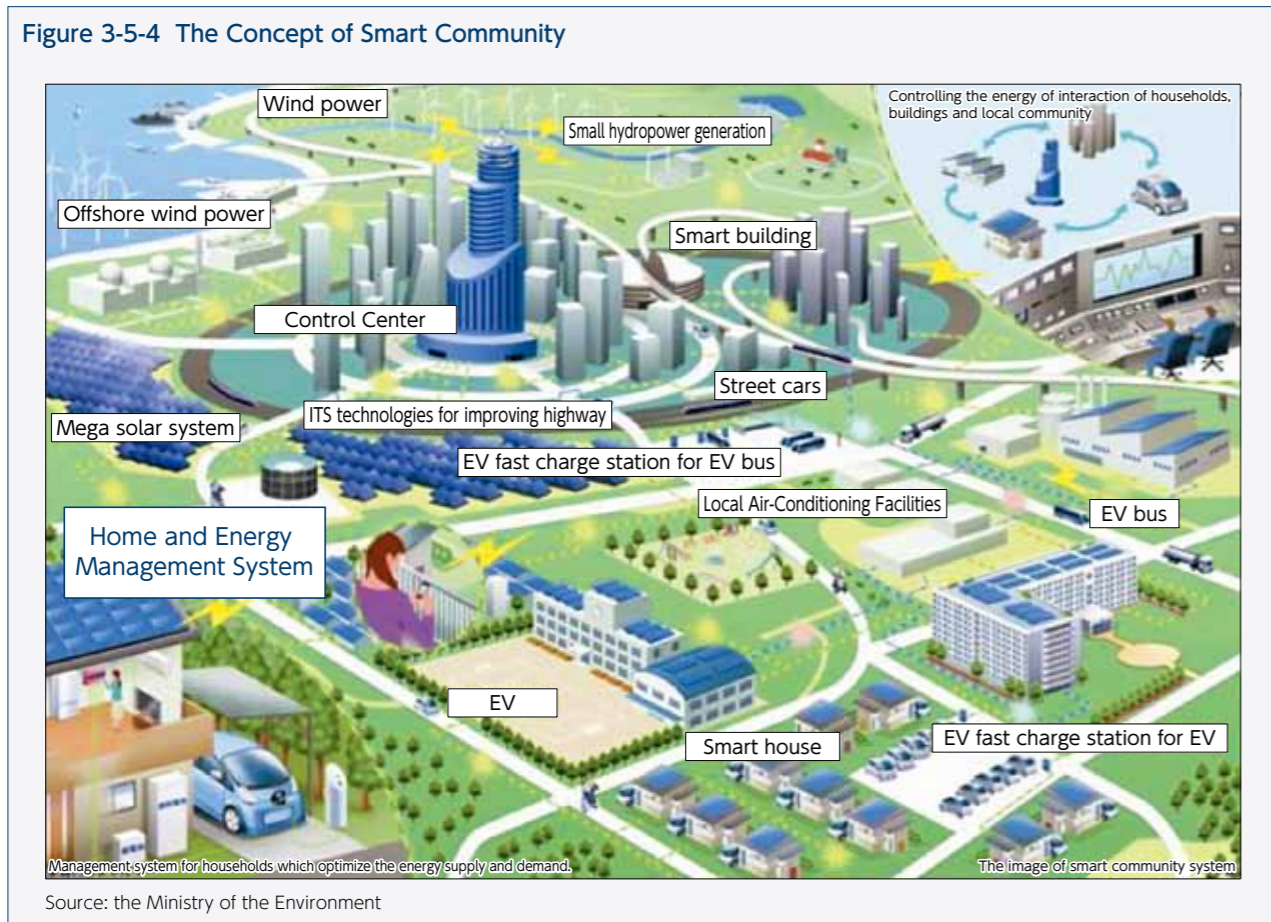 Figure 3-5-4 The Concept of Smart Community
Wind power
Controlling the energy of interaction of households,
buildings and local community
Small hydropower generation
Offshore wind power
Smart building
Control Center
Street cars
ITS technologies for improving highway
Mega solar system
EV fast charge station for EV bus
Local Air-Conditioning Facilities
EV bus
Home and Energy
Management System
EV
Smart house
EV fast charge station for EV
Management system for households which optimize the energy supply and demand.
The image of smart community system
Source: the Ministry of the Environment